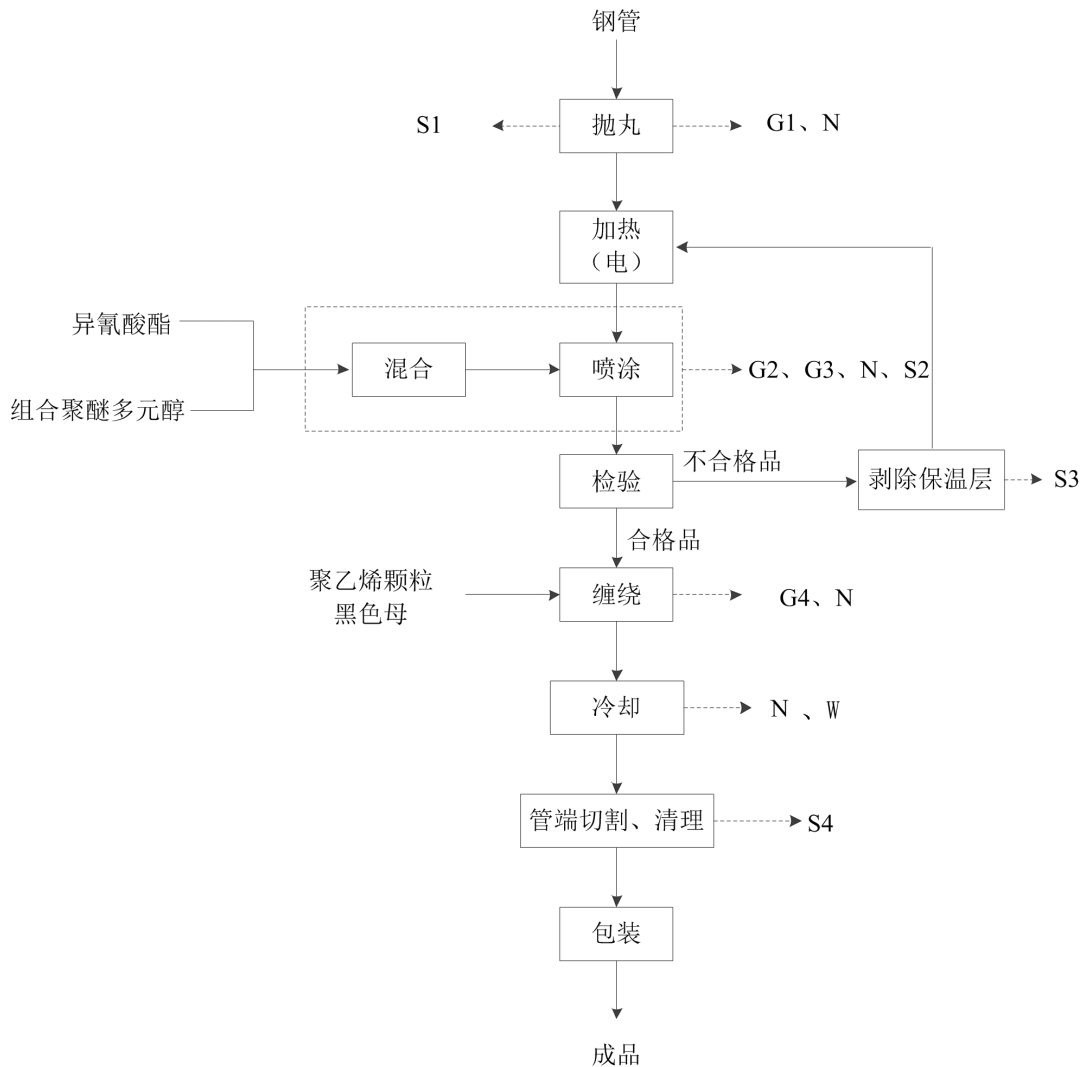 钢管
S1
抛丸
G1、N
加热
（电）
异氰酸酯
组合聚醚多元醇
混合
喷涂
G2、G3、N、S2
检验
不合格品
剥除保温层
S3
合格品
聚乙烯颗粒
黑色母
缠绕
G4、N
冷却
N 、W
管端切割、清理
S4
包装
成品